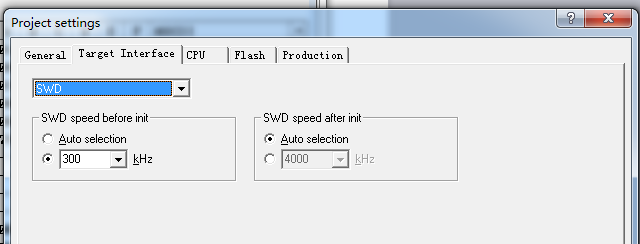 Project settings
General Target Interface CPU Flash Production
SWD
SWD speed before init
Auto selection
300 kHz
SWD speed after init
Auto selection
4000 kHz